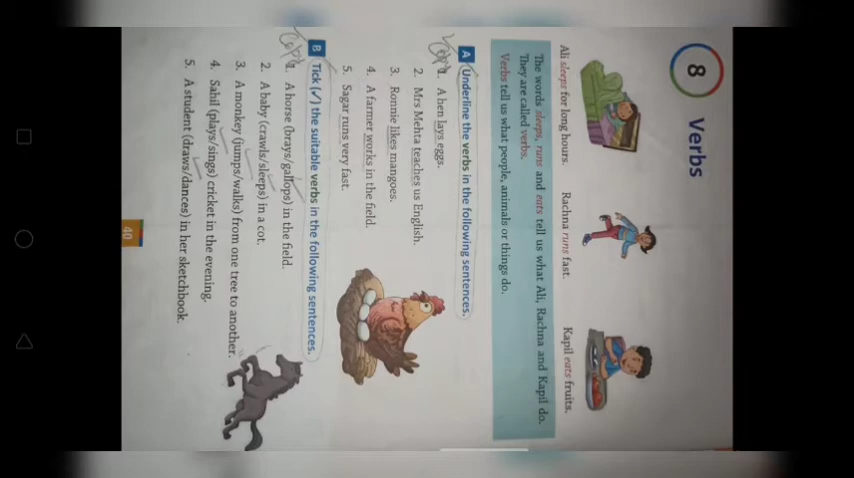 8 Verbs
Ali sleeps for long hours. Rachna runs fast. Kapil eats fruits.
The words sleeps, runs and eats tell us what Ali, Rachna and Kapil do.
They are called verbs.
Verbs tell us what people, animals or things do.
A Underline the verbs in the following sentences.
1. A hen lays eggs.
2. Mrs Mehta teaches us English.
3. Ronnie likes mangoes.
4. A farmer works in the field.
5. Sagar runs very fast.
B Tick (✓) the suitable verbs in the following sentences.
1. A horse (brays/gallops) in the field.
2. A baby (crawls/sleeps) in a cot.
3. A monkey (jumps/walks) from one tree to another.
4. Sahil (plays/sings) cricket in the evening.
5. A student (draws/dances) in her sketchbook.
40